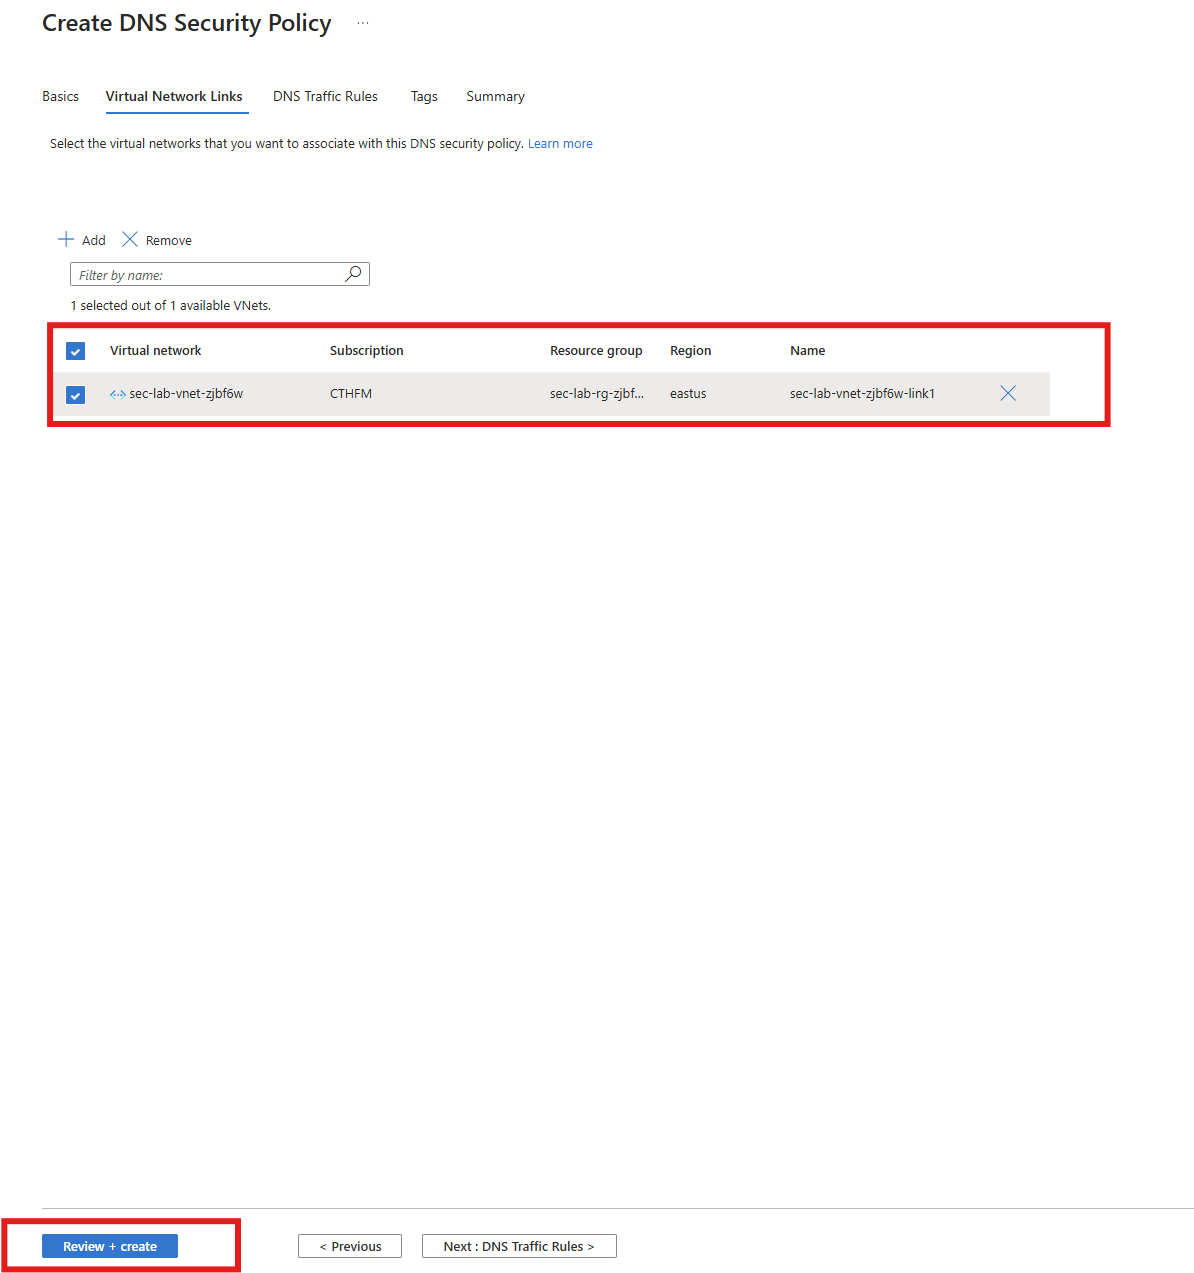 Create DNS Security Policy ...
Basics Virtual Network Links DNS Traffic Rules Tags Summary
Select the virtual networks that you want to associate with this DNS security policy. Learn more
Add Remove
Filter by name:
1 selected out of 1 available VNets.
Virtual network Subscription Resource group Region Name
sec-lab-vnet-zjbf6w CTHFM sec-lab-rg-zjbf... eastus sec-lab-vnet-zjbf6w-link1
Review + create < Previous Next : DNS Traffic Rules >